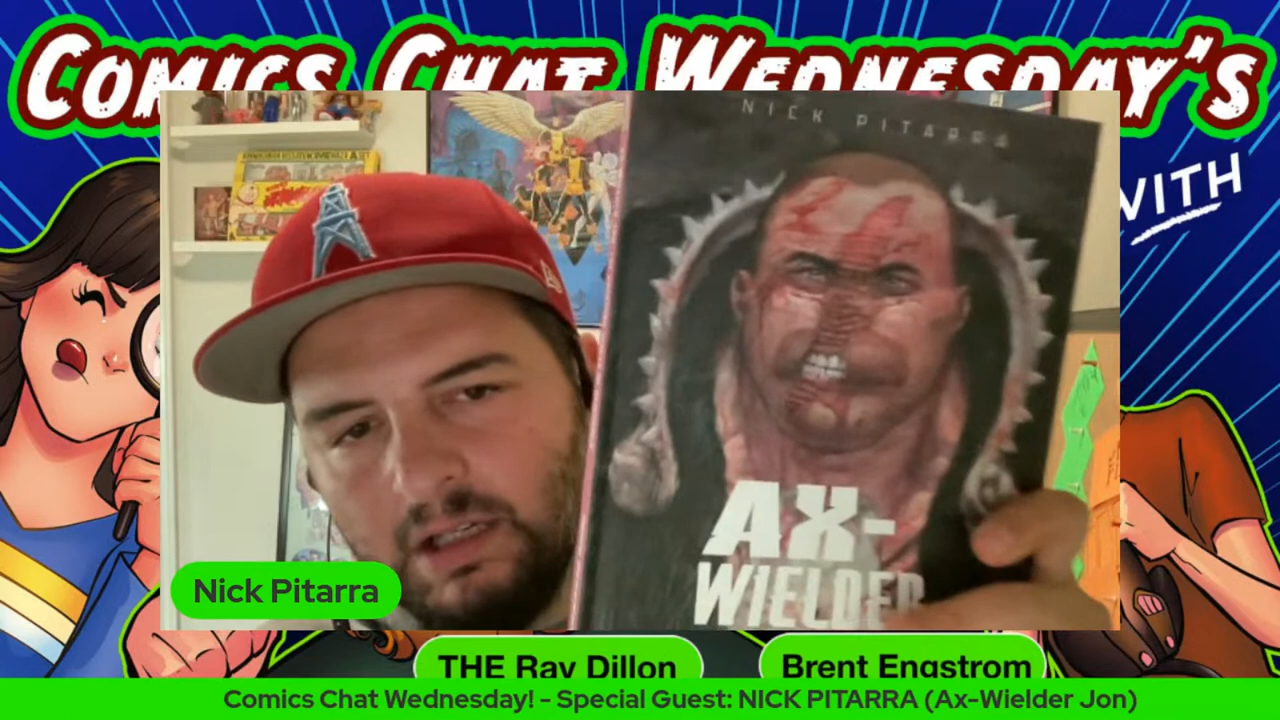 COMICS CHAT WEDNESDAY'S
WITH
NICK PITARRA
A
AX-
WIELDER
Nick Pitarra
THE Ray Dillon
Brent Engstrom
Comics Chat Wednesday! - Special Guest: NICK PITARRA (Ax-Wielder Jon)